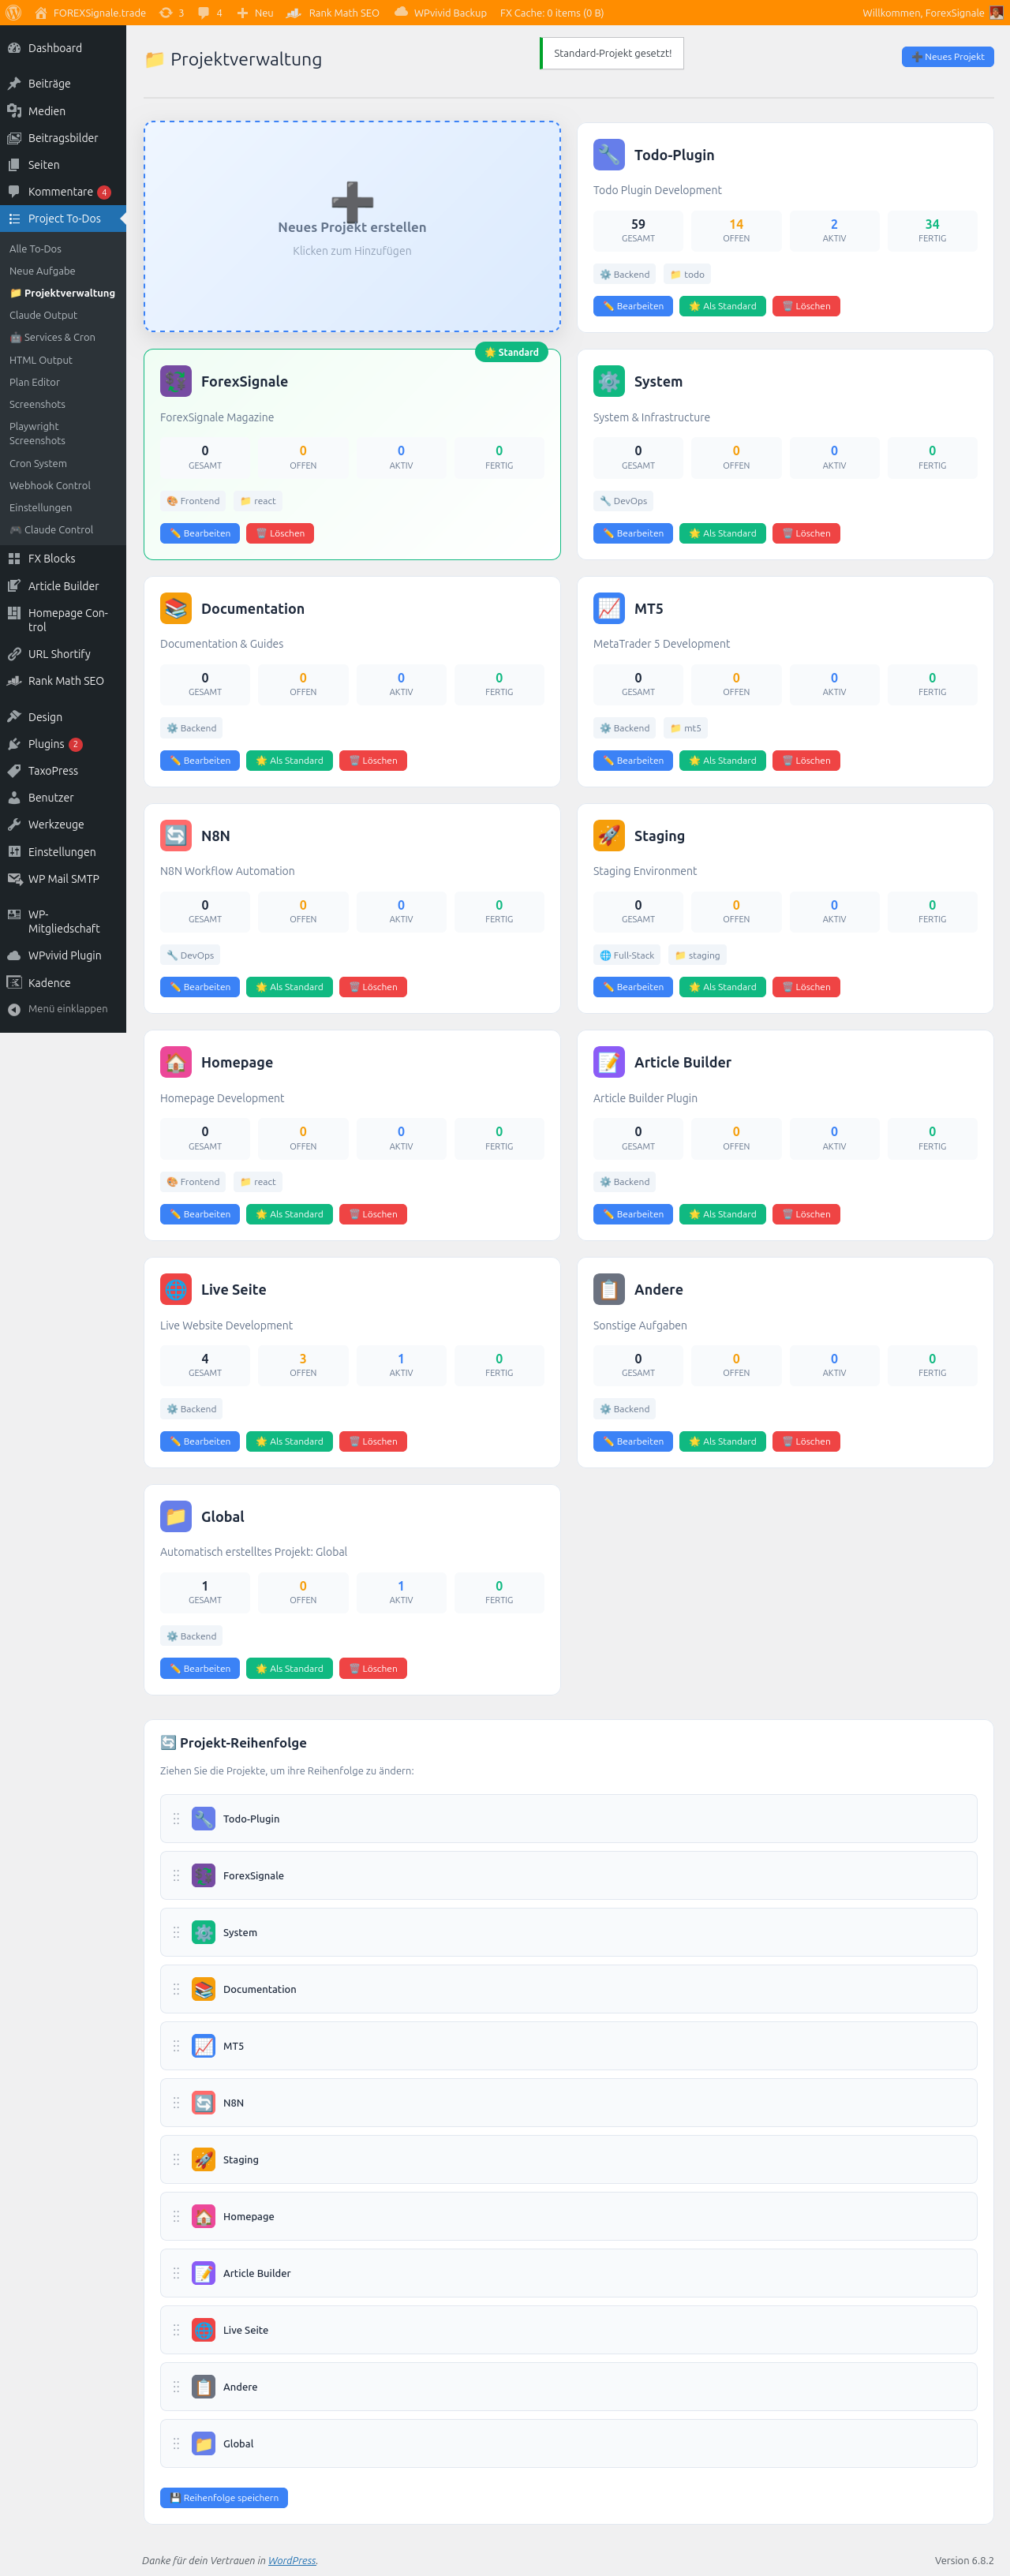 FOREXSignale.trade 3 4 Neu Rank Math SEO WPvivid Backup FX Cache: 0 items (0 B) Willkommen, ForexSignale
Dashboard
Beiträge
Medien
Beitragsbilder
Seiten
Kommentare 4
Project To-Dos
Alle To-Dos
Neue Aufgabe
Projektverwaltung
Claude Output
Services & Cron
HTML Output
Plan Editor
Screenshots
Playwright
Screenshots
Cron System
Webhook Control
Einstellungen
Claude Control
FX Blocks
Article Builder
Homepage Con-
trol
URL Shortify
Rank Math SEO
Design
Plugins 2
TaxoPress
Benutzer
Werkzeuge
Einstellungen
WP Mail SMTP
WP-
Mitgliedschaft
WPvivid Plugin
Kadence
Menü einklappen
Projektverwaltung
Standard-Projekt gesetzt!
Neues Projekt
Neues Projekt erstellen
Klicken zum Hinzufügen
Todo-Plugin
Todo Plugin Development
59 14 2 34
GESAMT OFFEN AKTIV FERTIG
Backend todo
Bearbeiten Als Standard Löschen
Standard
ForexSignale
ForexSignale Magazine
0 0 0 0
GESAMT OFFEN AKTIV FERTIG
Frontend react
Bearbeiten Löschen
System
System & Infrastructure
0 0 0 0
GESAMT OFFEN AKTIV FERTIG
DevOps
Bearbeiten Als Standard Löschen
Documentation
Documentation & Guides
0 0 0 0
GESAMT OFFEN AKTIV FERTIG
Backend
Bearbeiten Als Standard Löschen
MT5
MetaTrader 5 Development
0 0 0 0
GESAMT OFFEN AKTIV FERTIG
Backend mt5
Bearbeiten Als Standard Löschen
N8N
N8N Workflow Automation
0 0 0 0
GESAMT OFFEN AKTIV FERTIG
DevOps
Bearbeiten Als Standard Löschen
Staging
Staging Environment
0 0 0 0
GESAMT OFFEN AKTIV FERTIG
Full-Stack staging
Bearbeiten Als Standard Löschen
Homepage
Homepage Development
0 0 0 0
GESAMT OFFEN AKTIV FERTIG
Frontend react
Bearbeiten Als Standard Löschen
Article Builder
Article Builder Plugin
0 0 0 0
GESAMT OFFEN AKTIV FERTIG
Backend
Bearbeiten Als Standard Löschen
Live Seite
Live Website Development
4 3 1 0
GESAMT OFFEN AKTIV FERTIG
Backend
Bearbeiten Als Standard Löschen
Andere
Sonstige Aufgaben
0 0 0 0
GESAMT OFFEN AKTIV FERTIG
Backend
Bearbeiten Als Standard Löschen
Global
Automatisch erstelltes Projekt: Global
1 0 1 0
GESAMT OFFEN AKTIV FERTIG
Backend
Bearbeiten Als Standard Löschen
Projekt-Reihenfolge
Ziehen Sie die Projekte, um ihre Reihenfolge zu ändern:
Todo-Plugin
ForexSignale
System
Documentation
MT5
N8N
Staging
Homepage
Article Builder
Live Seite
Andere
Global
Reihenfolge speichern
Danke für dein Vertrauen in WordPress.
Version 6.8.2